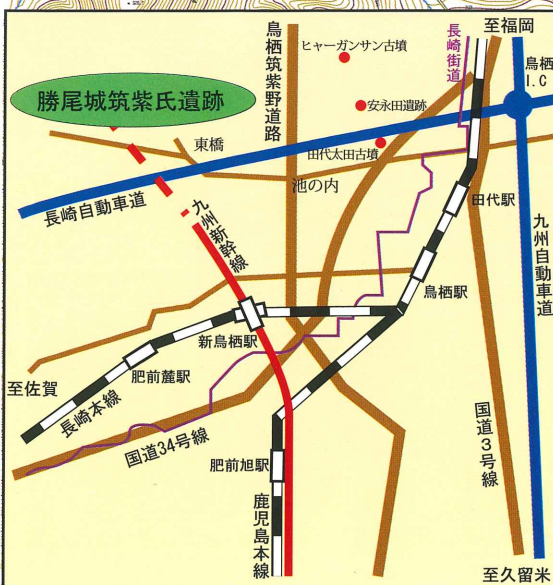 至福岡
鳥栖
I.C
長崎街道
鳥栖筑紫野道路
ヒャーガンサン古墳
勝尾城筑紫氏遺跡
安永田遺跡
東橋
田代太田古墳
池の内
長崎自動車道
田代駅
九州新幹線
九州自動車道
鳥栖駅
新鳥栖駅
肥前麓駅
至佐賀
長崎本線
国道34号線
国道3号線
肥前旭駅
鹿児島本線
至久留米